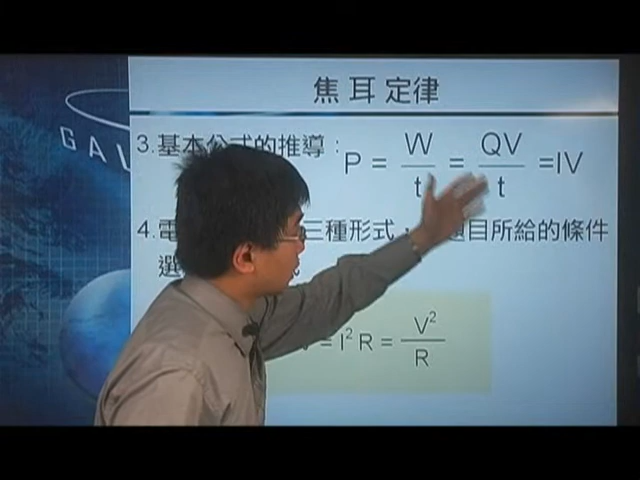 焦耳定律
GAU
3.基本公式的推導：P = W/t = QV/t =IV
4.電 三種形式， 題目所給的條件
選
= I²R = V²/R